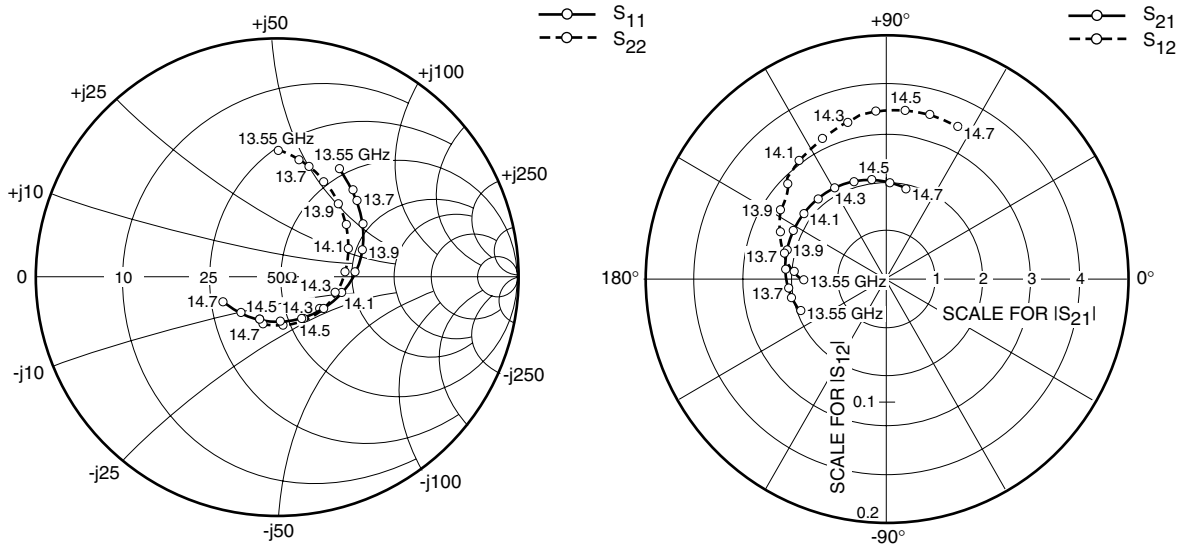 S11
S22
+j50
+j25
+j100
13.55 GHz
13.55 GHz
13.7
+j10
13.7
+j250
13.9
14.1
13.9
0
10
25
50Ω
14.3
14.7
14.5
14.3
14.1
14.7
14.5
-j10
-j250
-j25
-j100
-j50
S21
S12
+90°
14.5
14.3
14.7
14.1
14.5
14.7
14.3
13.9
14.1
13.7
13.9
180°
13.55 GHz
1
2
3
4
0°
13.7
13.55 GHz
SCALE FOR |S21|
SCALE FOR |S12|
0.1
0.2
-90°